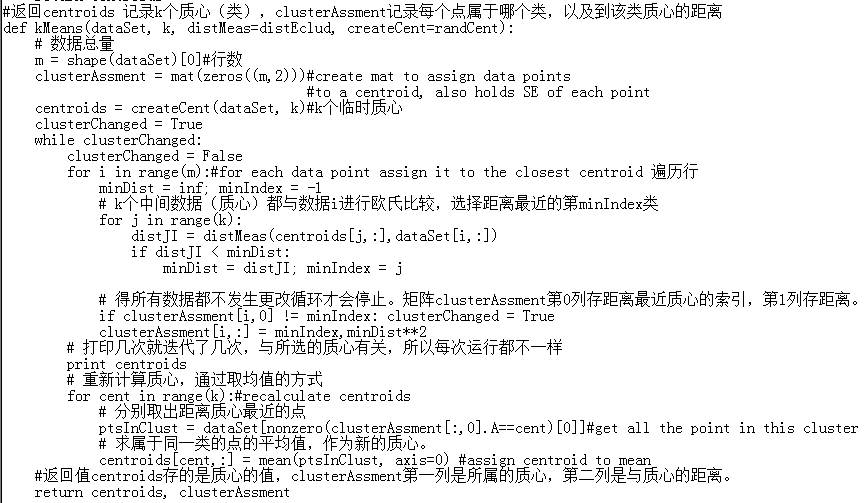 #返回centroids 记录k个质心（类）, clusterAssment记录每个点属于哪个类，以及到该类质心的距离
def kMeans(dataSet, k, distMeas=distEclud, createCent=randCent):
    # 数据总量
    m = shape(dataSet)[0]#行数
    clusterAssment = mat(zeros((m,2)))#create mat to assign data points
                                      #to a centroid, also holds SE of each point
    centroids = createCent(dataSet, k)#k个临时质心
    clusterChanged = True
    while clusterChanged:
        clusterChanged = False
        for i in range(m):#for each data point assign it to the closest centroid 遍历行
            minDist = inf; minIndex = -1
            # k个中间数据（质心）都与数据i进行欧氏比较，选择距离最近的第minIndex类
            for j in range(k):
                distJI = distMeas(centroids[j,:],dataSet[i,:])
                if distJI < minDist:
                    minDist = distJI; minIndex = j
            # 得所有数据都不发生更改循环才会停止。矩阵clusterAssment第0列存距离最近质心的索引，第1列存距离。
            if clusterAssment[i,0] != minIndex: clusterChanged = True
            clusterAssment[i,:] = minIndex,minDist**2
        # 打印几次就迭代了几次，与所选的质心有关，所以每次运行都不一样
        print centroids
        # 重新计算质心，通过取均值的方式
        for cent in range(k):#recalculate centroids
            # 分别取出距离质心最近的点
            ptsInClust = dataSet[nonzero(clusterAssment[:,0].A==cent)[0]]#get all the point in this cluster
            # 求属于同一类的点的平均值，作为新的质心。
            centroids[cent,:] = mean(ptsInClust, axis=0) #assign centroid to mean
    #返回值centroids存的是质心的值，clusterAssment第一列是所属的质心，第二列是与质心的距离。
    return centroids, clusterAssment